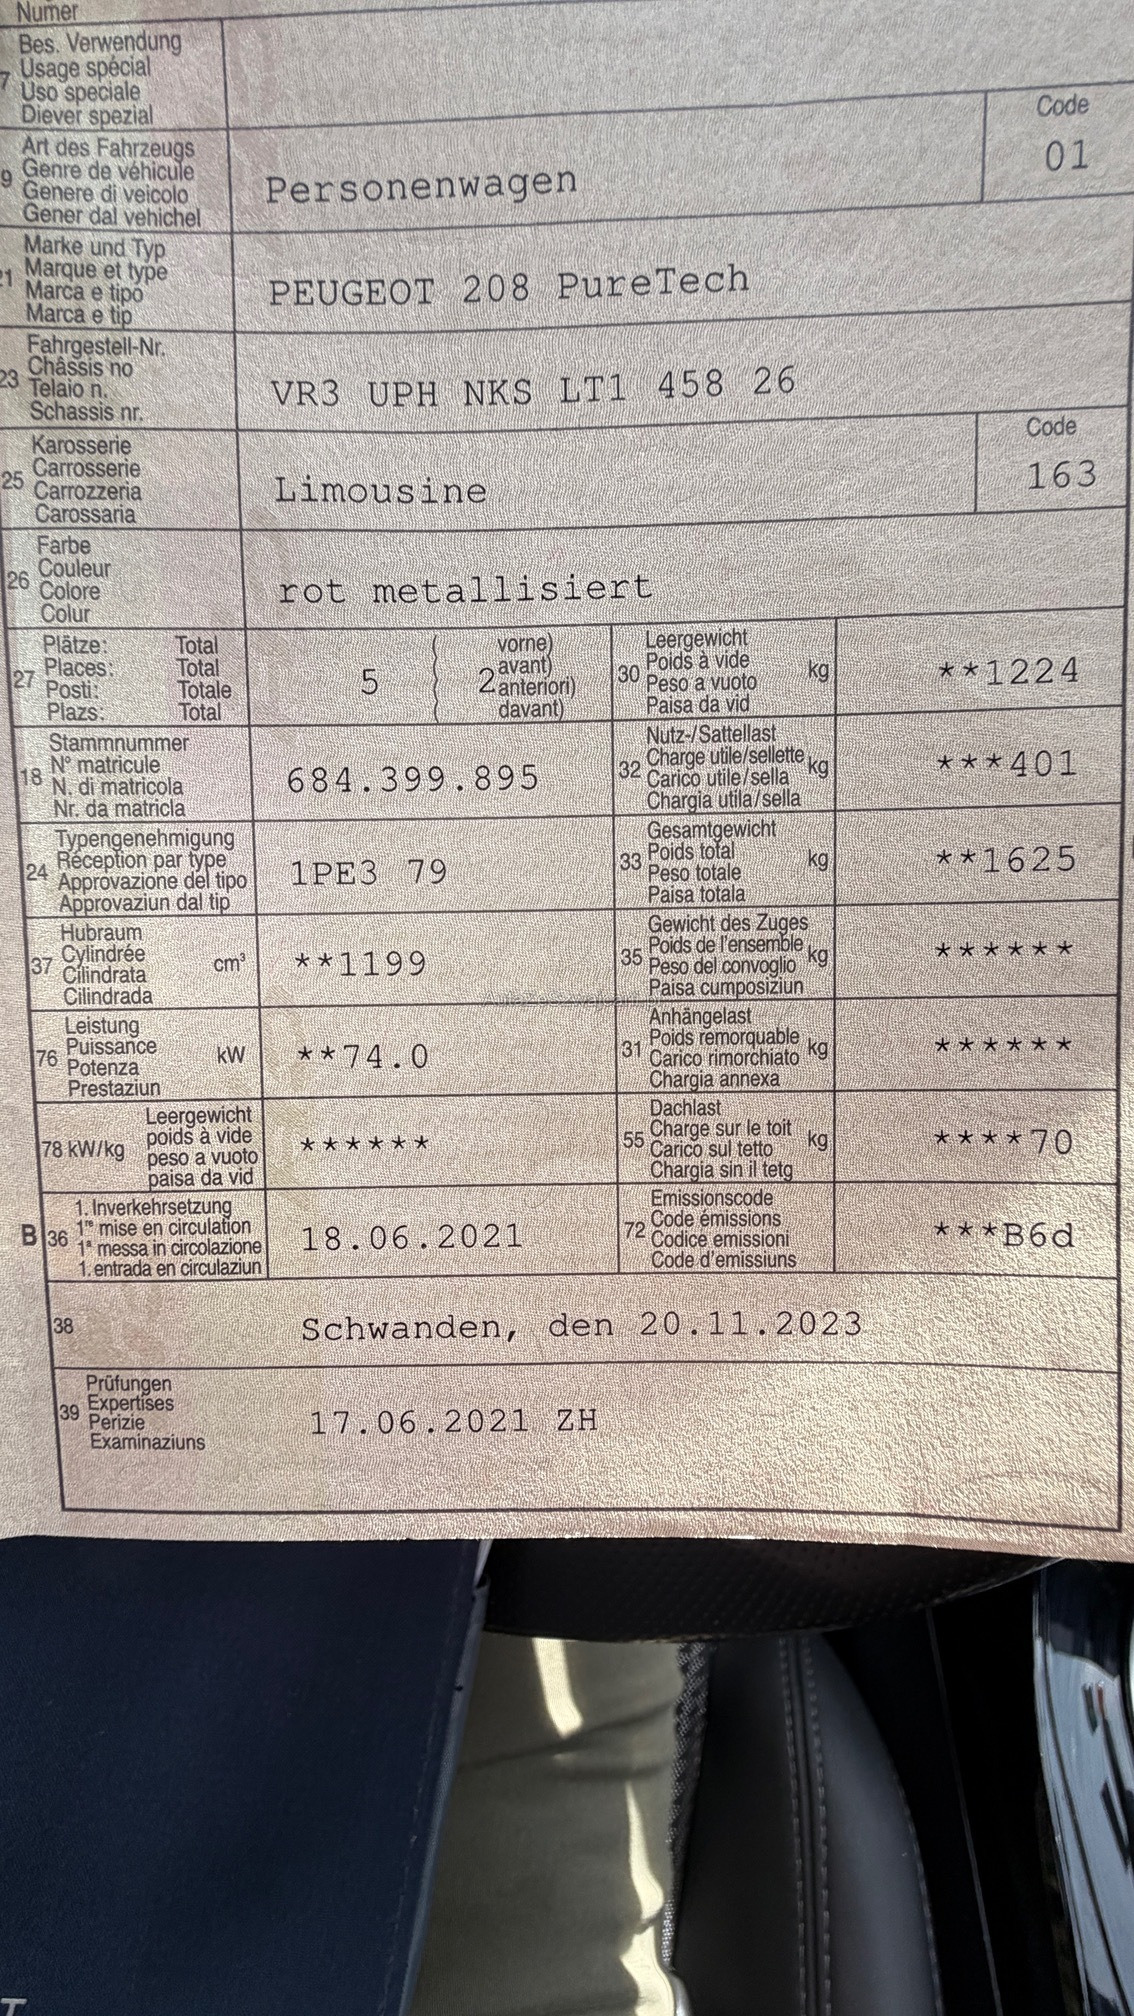 Numer
Bes. Verwendung
7 Usage spécial
Uso speciale
Diever spezial
Code
Art des Fahrzeugs
9 Genre de véhicule
Genere di veicolo
Gener dal vehichel
Personenwagen
01
Marke und Typ
21 Marque et type
Marca e tipo
Marca e tip
PEUGEOT 208 PureTech
Fahrgestell-Nr.
23 Châssis no
Telaio n.
Schassis nr.
VR3 UPH NKS LT1 458 26
Karosserie
25 Carrosserie
Carrozzeria
Carossaria
Limousine
Code
163
Farbe
26 Couleur
Colore
Colur
rot metallisiert
Plätze: Total
27 Places: Total
Posti: Totale
Plazs: Total
5
vorne)
avant)
2 anteriori)
davant)
Leergewicht
30 Poids à vide kg
Peso a vuoto
Paisa da vid
**1224
Stammnummer
18 N° matricule
N. di matricola
Nr. da matricla
684.399.895
Nutz-/Sattellast
32 Charge utile/sellette kg
Carico utile/sella
Chargia utila/sella
***401
Typengenehmigung
24 Réception par type
Approvazione del tipo
Approvaziun dal tip
1PE3 79
Gesamtgewicht
33 Poids total kg
Peso totale
Paisa totala
**1625
Hubraum
37 Cylindrée cm³
Cilindrata
Cilindrada
**1199
Gewicht des Zuges
35 Poids de l'ensemble kg
Peso del convoglio
Paisa cumposiziun
******
Leistung
76 Puissance kW
Potenza
Prestaziun
**74.0
Anhängelast
31 Poids remorquable kg
Carico rimorchiato
Chargia annexa
******
Leergewicht
78 kW/kg poids à vide
peso a vuoto
paisa da vid
******
Dachlast
55 Charge sur le toit kg
Carico sul tetto
Chargia sin il tetg
****70
1. Inverkehrsetzung
B 36 1re mise en circulation
1a messa in circolazione
1. entrada en circulaziun
18.06.2021
Emissionscode
72 Code émissions
Codice emissioni
Code d'emissiuns
***B6d
38 Schwanden, den 20.11.2023
Prüfungen
39 Expertises
Perizie
Examinaziuns
17.06.2021 ZH